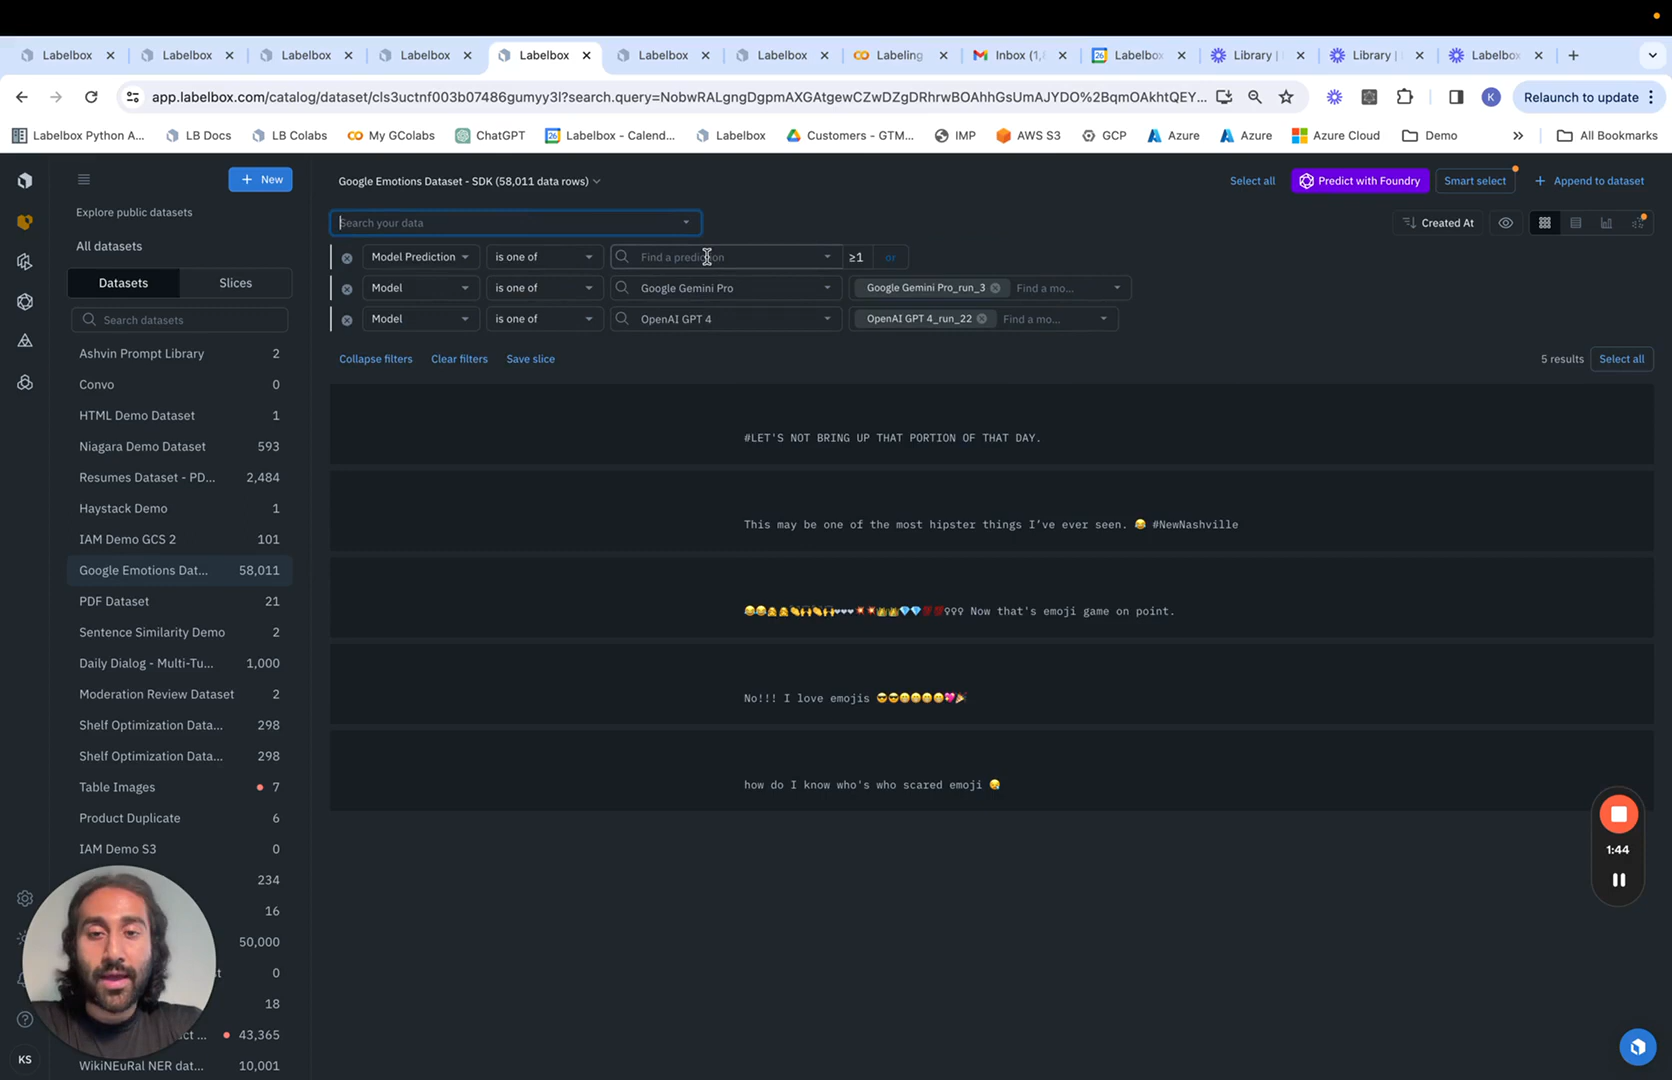 Labelbox
Labelbox
Labelbox
Labelbox
Labelbox
Labelbox
Labelbox
Labeling
Inbox (1,
Labelbox
Library |
Library |
Labelbox
app.labelbox.com/catalog/dataset/cls3uctnf003b07486gumyy3l?search.query=NobwRALgngDgpmAXGAtgewCZwDZgDRhrwBOAhhGsUmAJYDO%2BqmOAkhtQEY...
Relaunch to update
Labelbox Python A...
LB Docs
LB Colabs
My GColabs
ChatGPT
Labelbox - Calend...
Labelbox
Customers - GTM...
IMP
AWS S3
GCP
Azure
Azure
Azure Cloud
Demo
All Bookmarks
+ New
Explore public datasets
All datasets
Datasets
Slices
Search datasets
Ashvin Prompt Library 2
Convo 0
HTML Demo Dataset 1
Niagara Demo Dataset 593
Resumes Dataset - PD... 2,484
Haystack Demo 1
IAM Demo GCS 2 101
Google Emotions Dat... 58,011
PDF Dataset 21
Sentence Similarity Demo 2
Daily Dialog - Multi-Tu... 1,000
Moderation Review Dataset 2
Shelf Optimization Data... 298
Shelf Optimization Data... 298
Table Images 7
Product Duplicate 6
IAM Demo S3 0
234
16
50,000
0
18
43,365
WikiNEuRal NER dat... 10,001
KS
Google Emotions Dataset - SDK (58,011 data rows)
Select all
Predict with Foundry
Smart select
+ Append to dataset
Search your data
Created At
Model Prediction is one of Find a prediction ≥1 or
Model is one of Google Gemini Pro Google Gemini Pro_run_3 Find a mo...
Model is one of OpenAI GPT 4 OpenAI GPT 4_run_22 Find a mo...
Collapse filters
Clear filters
Save slice
5 results
Select all
#LET'S NOT BRING UP THAT PORTION OF THAT DAY.
This may be one of the most hipster things I've ever seen. 😂 #NewNashville
Now that's emoji game on point.
No!!! I love emojis
how do I know who's who scared emoji
1:44